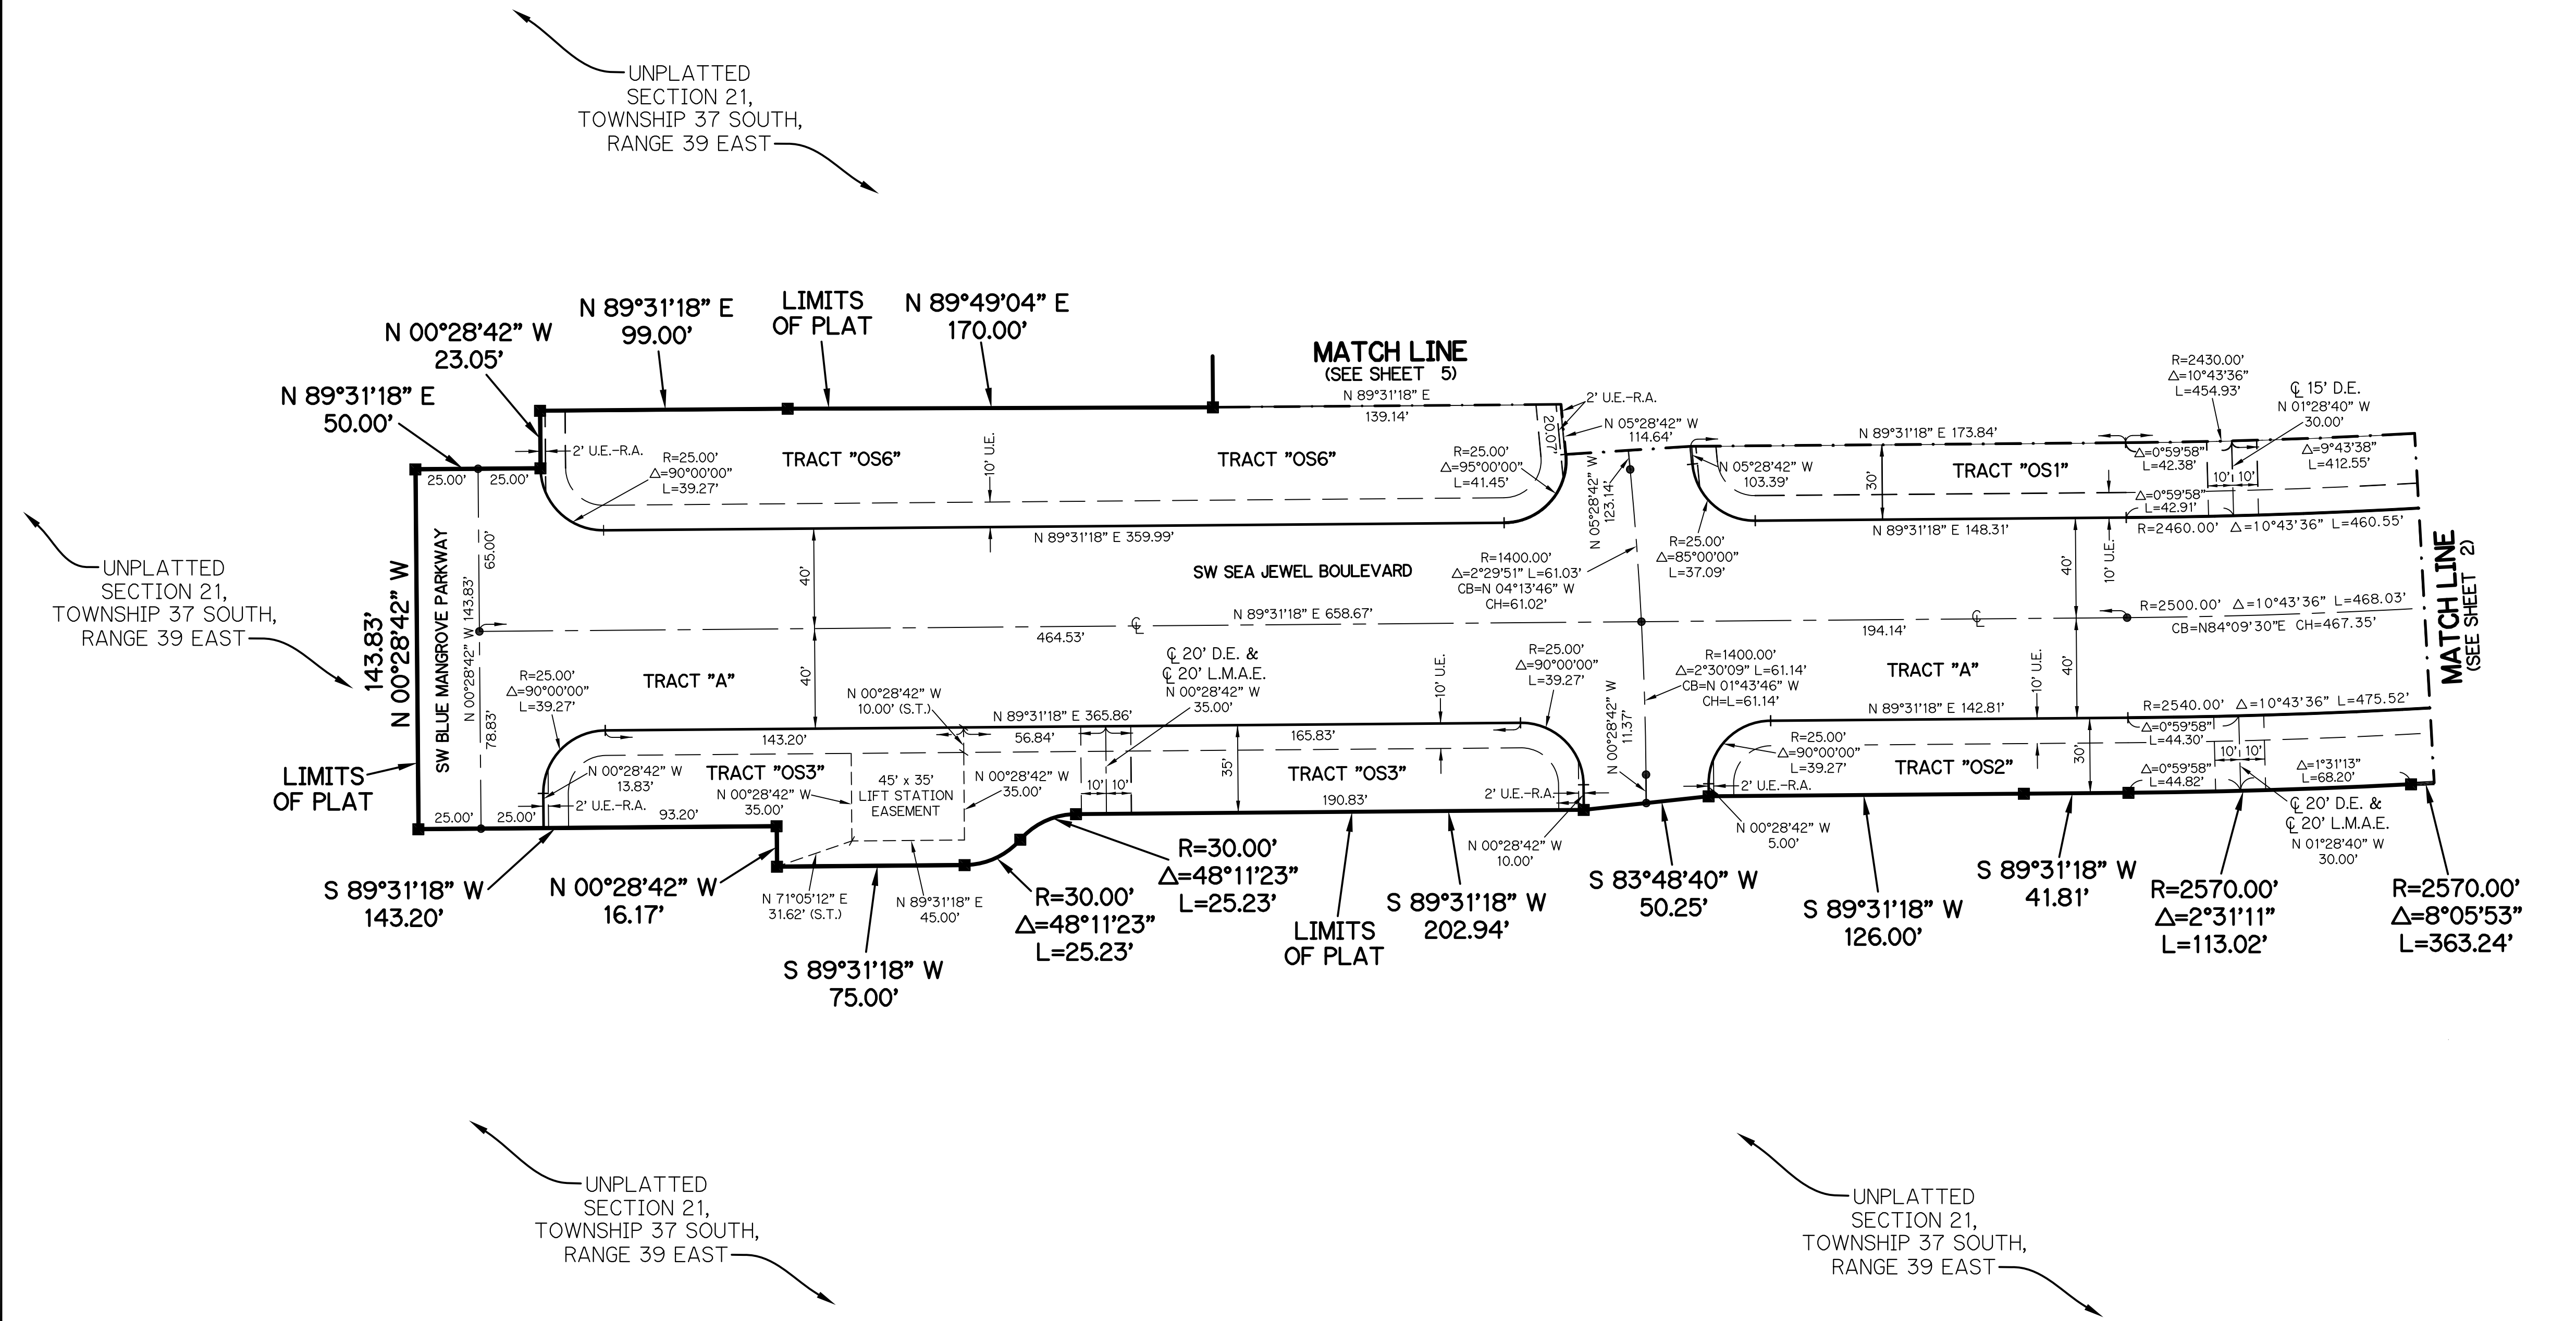 UNPLATTED
SECTION 21,
TOWNSHIP 37 SOUTH,
RANGE 39 EAST
N 89°31'18" E
50.00'
N 00°28'42" W
23.05'
N 89°31'18" E
99.00'
LIMITS
OF PLAT
N 89°49'04" E
170.00'
MATCH LINE
(SEE SHEET 5)
N 89°31'18" E
139.14'
2' U.E.-R.A.
20.07'
N 05°28'42" W
114.64'
R=2430.00'
△=10°43'36"
L=454.93'
℄ 15' D.E.
N 01°28'40" W
30.00'
25.00'
25.00'
2' U.E.-R.A.
R=25.00'
△=90°00'00"
L=39.27'
TRACT "OS6"
10' U.E.
TRACT "OS6"
R=25.00'
△=95°00'00"
L=41.45'
N 05°28'42" W
123.14'
N 05°28'42" W
103.39'
N 89°31'18" E 173.84'
30'
TRACT "OS1"
△=0°59'58"
L=42.38'
10'
10'
△=9°43'38"
L=412.55'
△=0°59'58"
L=42.91'
R=2460.00' △=10°43'36" L=460.55'
N 89°31'18" E 359.99'
N 89°31'18" E 148.31'
R=25.00'
△=85°00'00"
L=37.09'
UNPLATTED
SECTION 21,
TOWNSHIP 37 SOUTH,
RANGE 39 EAST
143.83'
N 00°28'42" W
SW BLUE MANGROVE PARKWAY
N 00°28'42" W 143.83'
65.00'
78.83'
40'
SW SEA JEWEL BOULEVARD
R=1400.00'
△=2°29'51" L=61.03'
CB=N 04°13'46" W
CH=61.02'
40'
10' U.E.
MATCH LINE
(SEE SHEET 2)
N 89°31'18" E 658.67'
464.53'
℄
194.14'
℄
R=2500.00' △=10°43'36" L=468.03'
CB=N84°09'30"E CH=467.35'
R=25.00'
△=90°00'00"
L=39.27'
TRACT "A"
40'
N 00°28'42" W
10.00' (S.T.)
℄ 20' D.E. &
℄ 20' L.M.A.E.
N 00°28'42" W
35.00'
10' U.E.
R=25.00'
△=90°00'00"
L=39.27'
N 00°28'42" W
11.37'
R=1400.00'
△=2°30'09" L=61.14'
CB=N 01°43'46" W
CH=L=61.14'
TRACT "A"
10' U.E.
40'
N 89°31'18" E 365.86'
N 89°31'18" E 142.81'
R=2540.00' △=10°43'36" L=475.52'
143.20'
56.84'
165.83'
△=0°59'58"
L=44.30'
10'
10'
LIMITS
OF PLAT
N 00°28'42" W
13.83'
2' U.E.-R.A.
TRACT "OS3"
N 00°28'42" W
35.00'
45' x 35'
LIFT STATION
EASEMENT
N 00°28'42" W
35.00'
10'
10'
35'
TRACT "OS3"
190.83'
2' U.E.-R.A.
R=25.00'
△=90°00'00"
L=39.27'
2' U.E.-R.A.
TRACT "OS2"
30'
△=0°59'58"
L=44.82'
△=1°31'13"
L=68.20'
25.00'
25.00'
93.20'
N 00°28'42" W
10.00'
N 00°28'42" W
5.00'
℄ 20' D.E. &
℄ 20' L.M.A.E.
N 01°28'40" W
30.00'
S 89°31'18" W
143.20'
N 00°28'42" W
16.17'
N 71°05'12" E
31.62' (S.T.)
N 89°31'18" E
45.00'
S 89°31'18" W
75.00'
R=30.00'
△=48°11'23"
L=25.23'
R=30.00'
△=48°11'23"
L=25.23'
LIMITS
OF PLAT
S 89°31'18" W
202.94'
S 83°48'40" W
50.25'
S 89°31'18" W
126.00'
S 89°31'18" W
41.81'
R=2570.00'
△=2°31'11"
L=113.02'
R=2570.00'
△=8°05'53"
L=363.24'
UNPLATTED
SECTION 21,
TOWNSHIP 37 SOUTH,
RANGE 39 EAST
UNPLATTED
SECTION 21,
TOWNSHIP 37 SOUTH,
RANGE 39 EAST